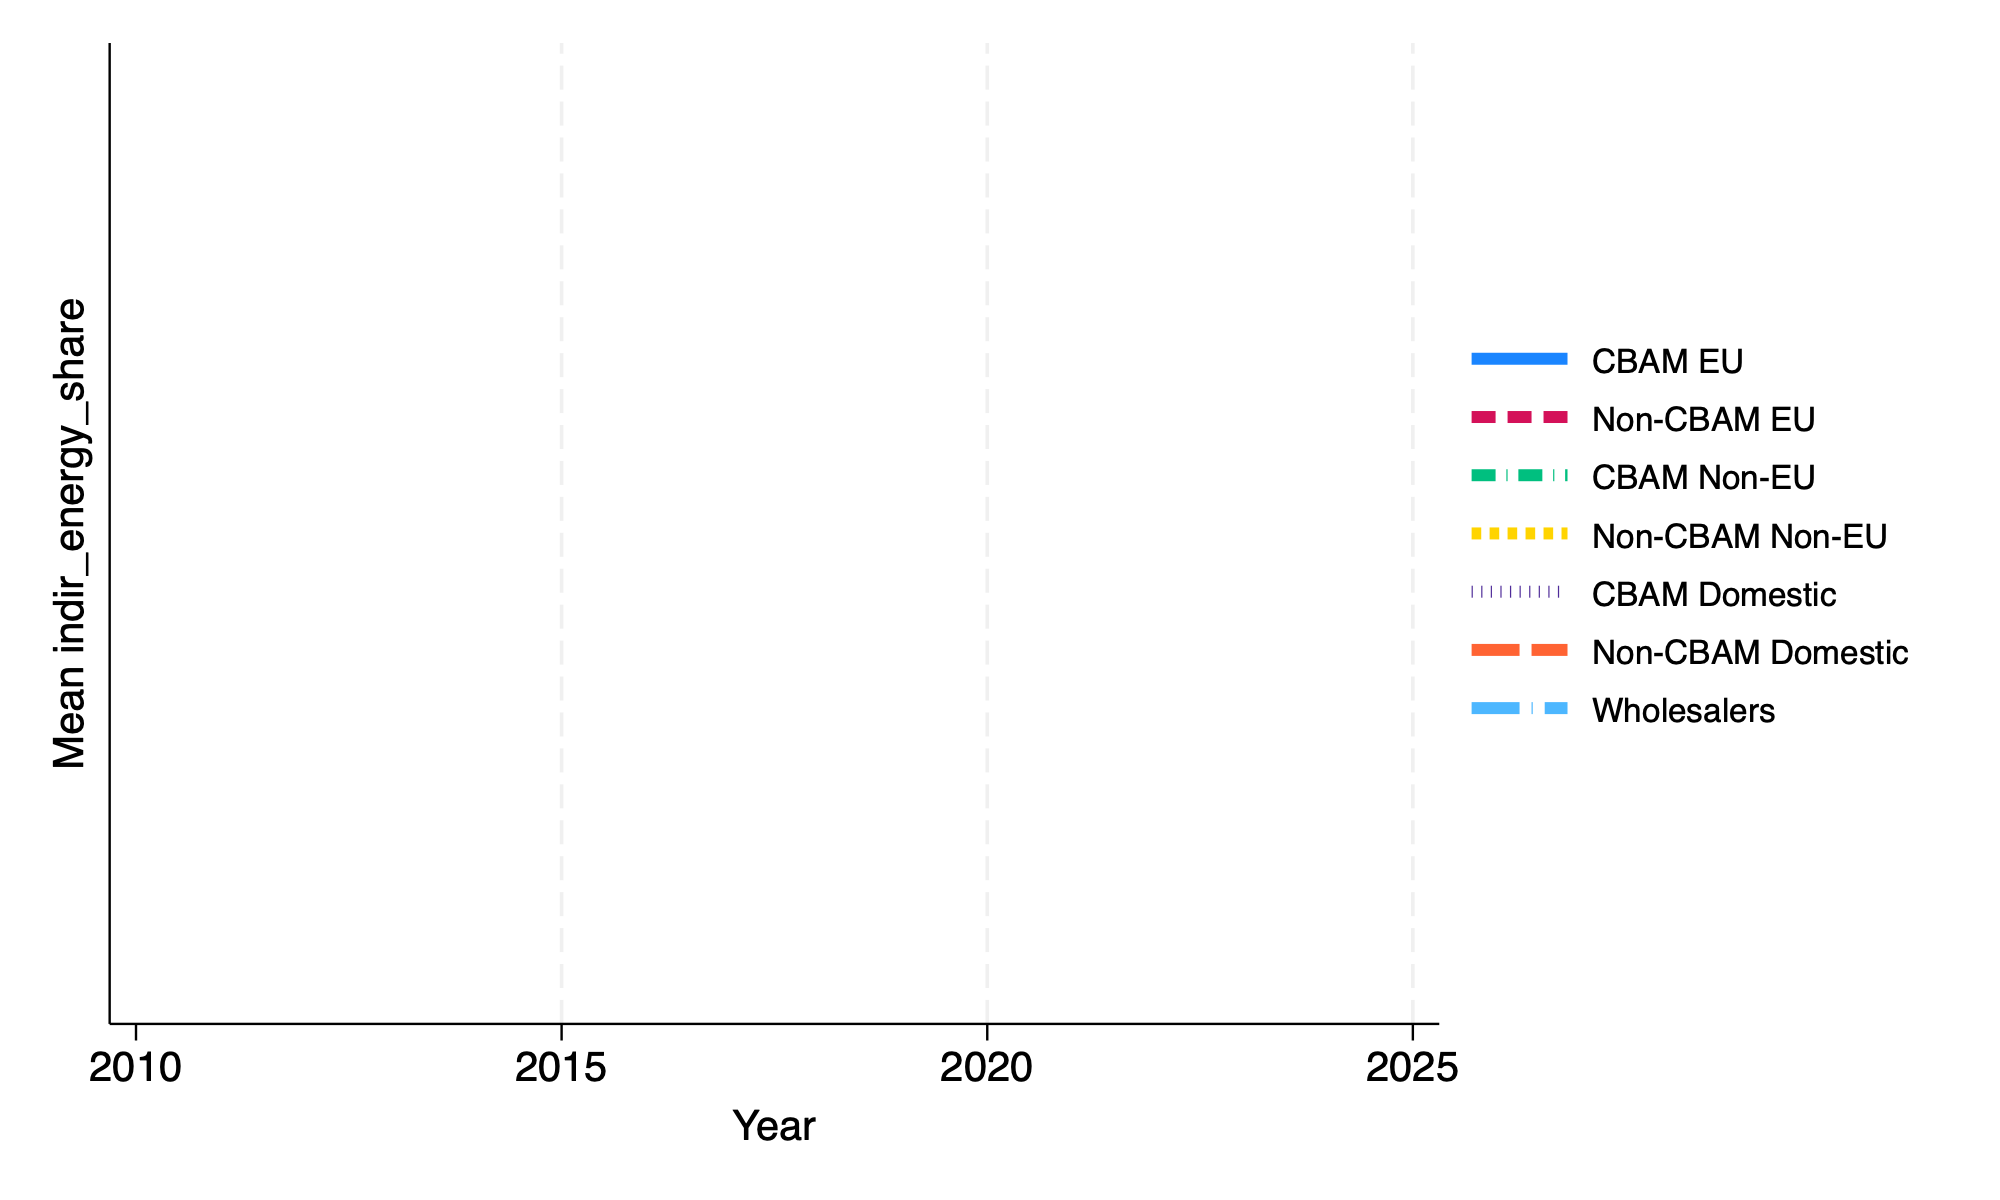 Mean indir_energy_share
CBAM EU
Non-CBAM EU
CBAM Non-EU
Non-CBAM Non-EU
CBAM Domestic
Non-CBAM Domestic
Wholesalers
2010
2015
2020
2025
Year